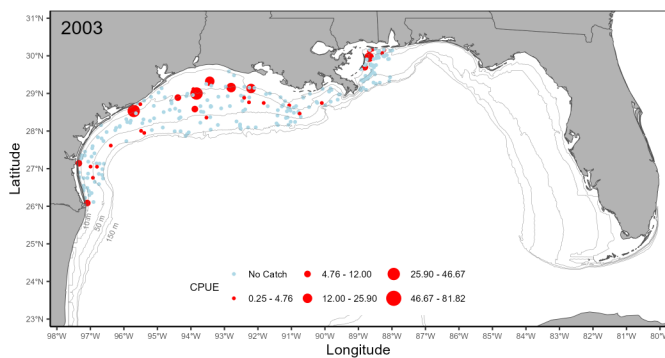 2003
31°N
30°N
29°N
28°N
27°N
26°N
25°N
24°N
23°N
Latitude
10 m
50 m
150 m
CPUE
No Catch
4.76 - 12.00
25.90 - 46.67
0.25 - 4.76
12.00 - 25.90
46.67 - 81.82
98°W 97°W 96°W 95°W 94°W 93°W 92°W 91°W 90°W 89°W 88°W 87°W 86°W 85°W 84°W 83°W 82°W 81°W 80°W
Longitude